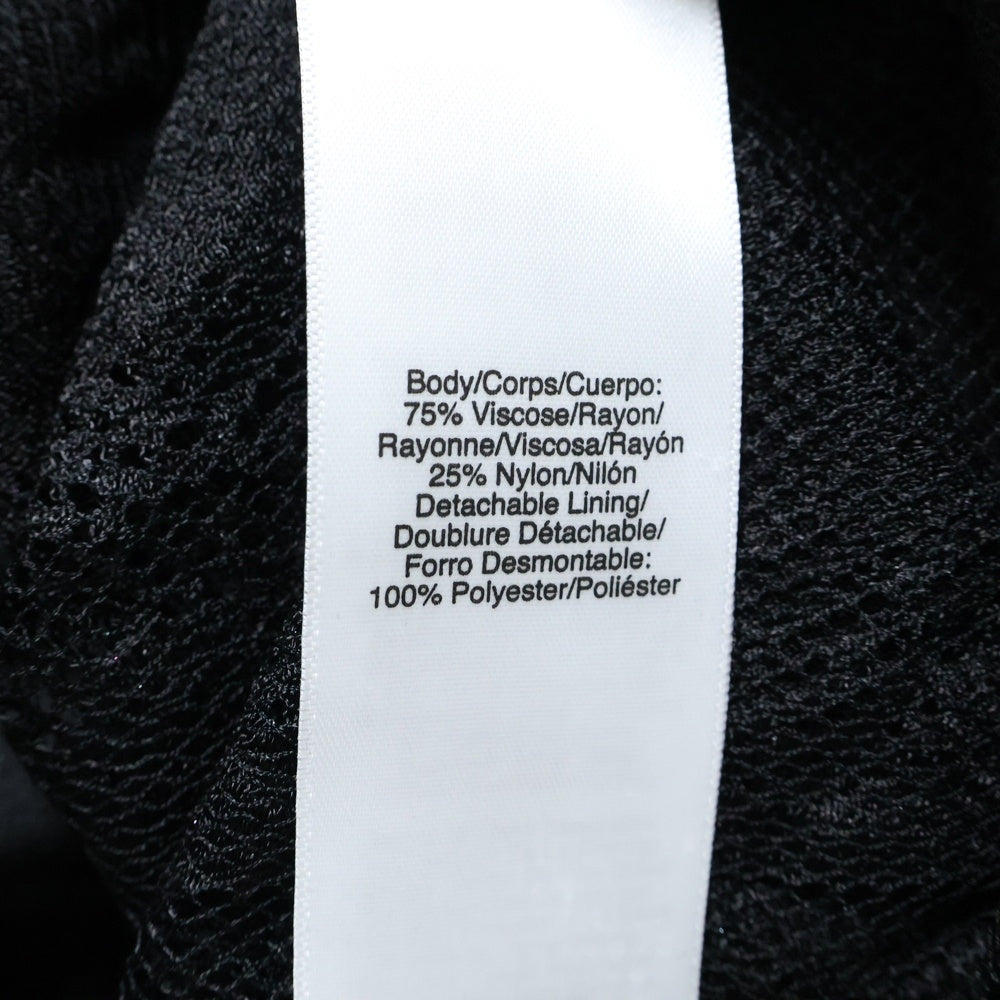 Body/Corps/Cuerpo:
75% Viscose/Rayon/
Rayonne/Viscosa/Rayón
25% Nylon/Nilón
Detachable Lining/
Doublure Détachable/
Forro Desmontable:
100% Polyester/Poliéster